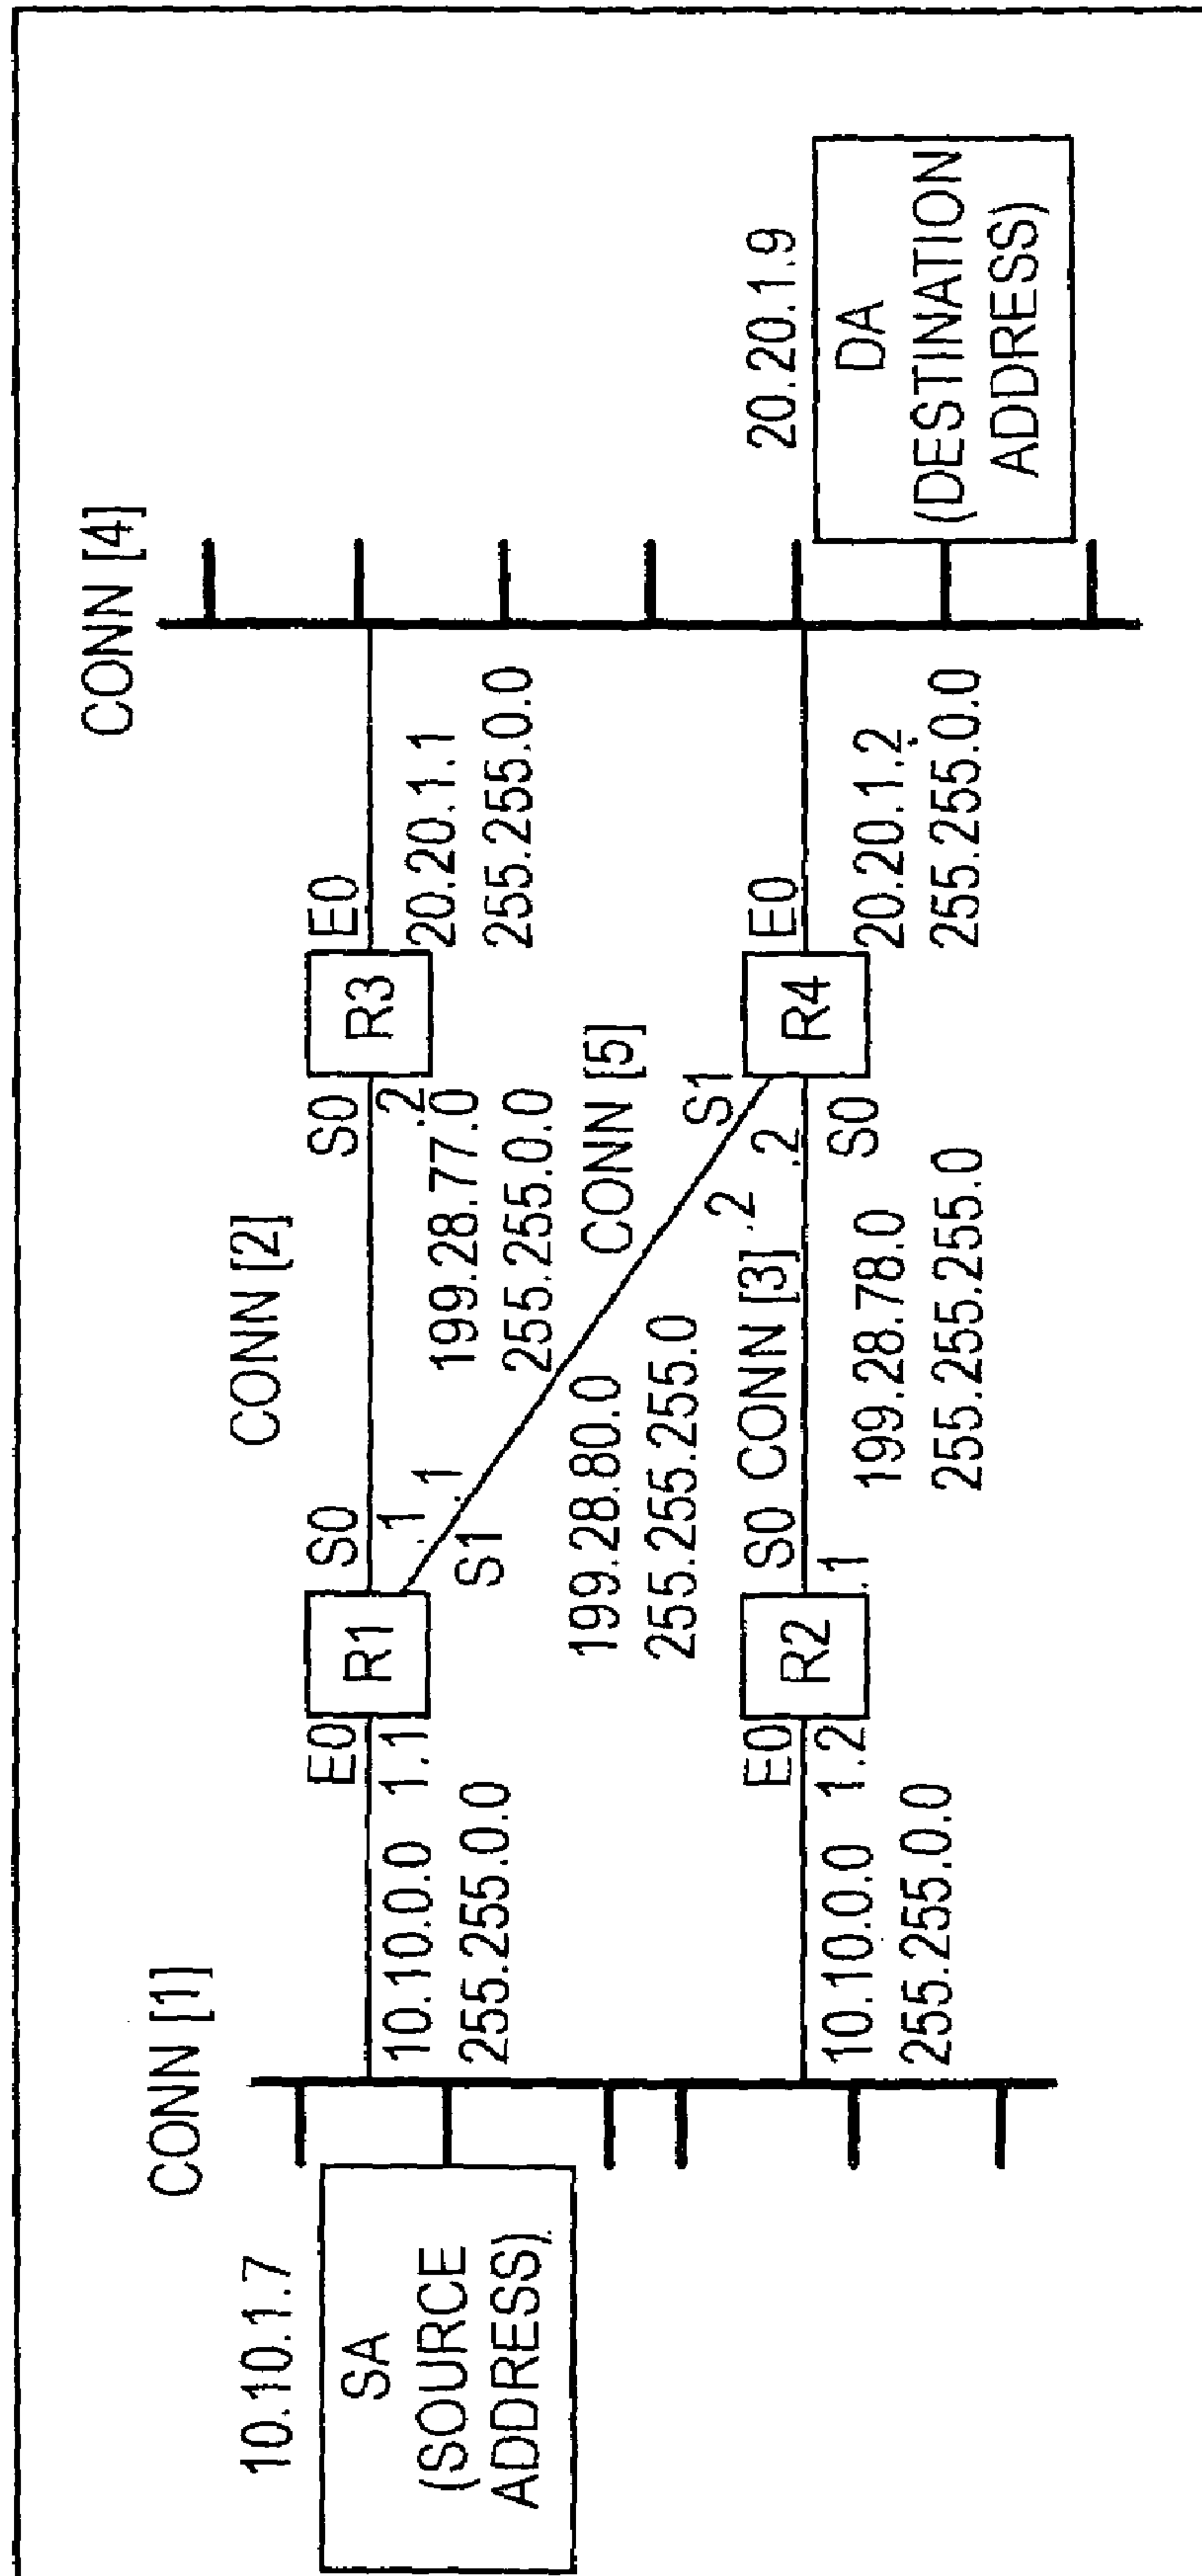 CONN [1]
CONN [2]
CONN [4]
10.10.1.7
SA
(SOURCE
ADDRESS)
E0
R1
S0
S0
R3
E0
1.1
.1
.2
10.10.0.0
255.255.0.0
S1
.1
199.28.77.0
255.255.0.0
20.20.1.1
255.255.0.0
CONN [5]
199.28.80.0
255.255.255.0
S1
.2
E0
R2
S0
CONN [3]
.2
R4
E0
1.2
.1
S0
10.10.0.0
255.255.0.0
199.28.78.0
255.255.255.0
20.20.1.2
255.255.0.0
20.20.1.9
DA
(DESTINATION
ADDRESS)